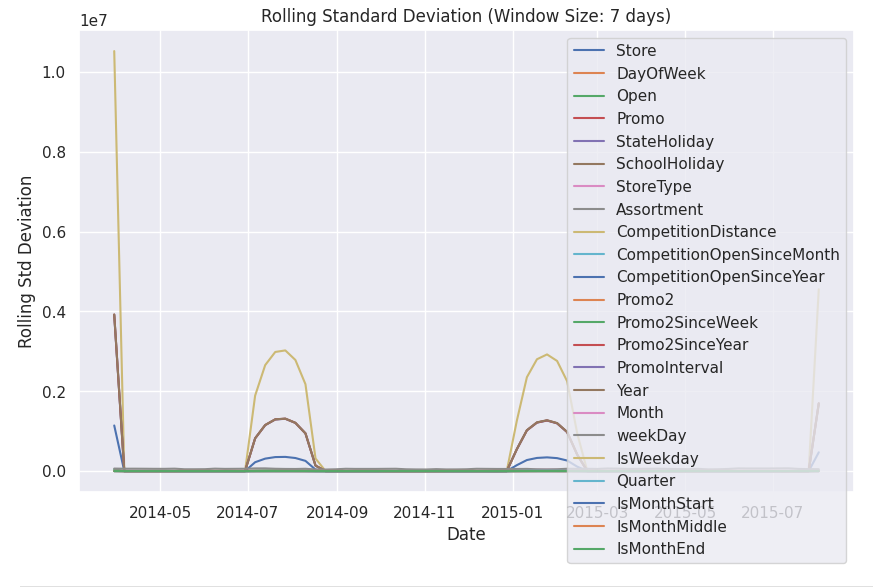 Rolling Standard Deviation (Window Size: 7 days)
1e7
1.0
0.8
0.6
0.4
0.2
0.0
Rolling Std Deviation
Store
DayOfWeek
Open
Promo
StateHoliday
SchoolHoliday
StoreType
Assortment
CompetitionDistance
CompetitionOpenSinceMonth
CompetitionOpenSinceYear
Promo2
Promo2SinceWeek
Promo2SinceYear
PromoInterval
Year
Month
weekDay
IsWeekday
Quarter
IsMonthStart
IsMonthMiddle
IsMonthEnd
2014-05 2014-07 2014-09 2014-11 2015-01 2015-03 2015-05 2015-07
Date